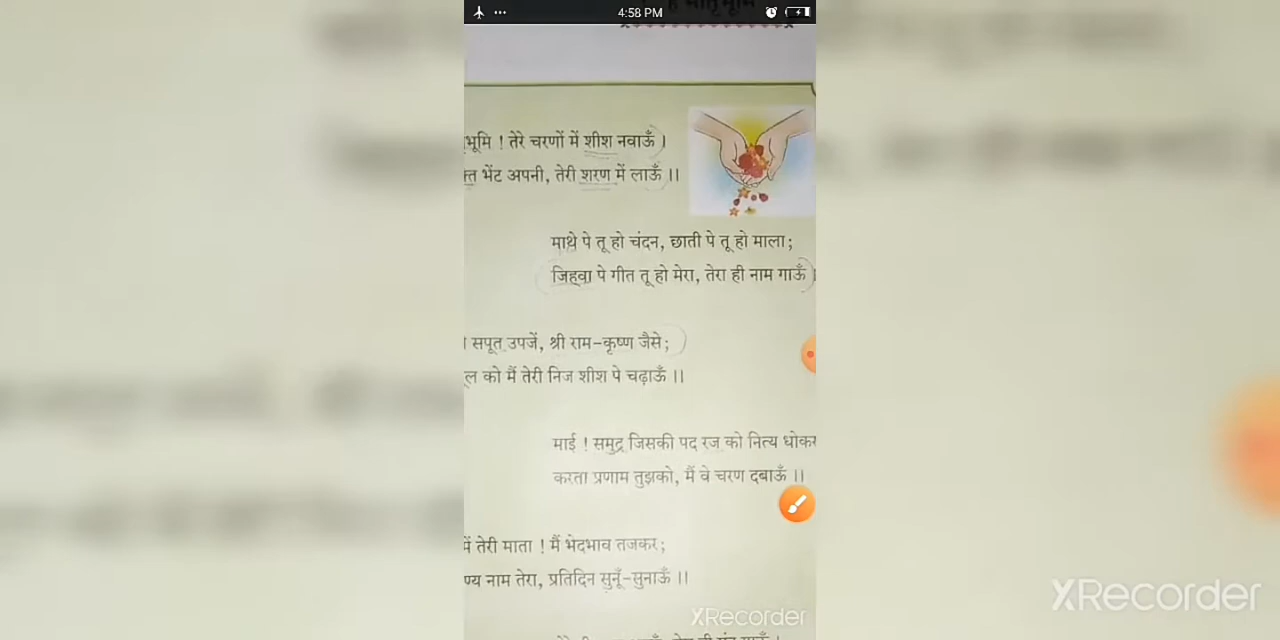 4:58 PM
भूमि ! तेरे चरणों में शीश नवाऊँ ।
भेंट अपनी, तेरी शरण में लाऊँ ।।
माथे पे तू हो चंदन, छाती पे तू हो माला;
जिह्वा पे गीत तू हो मेरा, तेरा ही नाम गाऊँ
सपूत उपजें, श्री राम-कृष्ण जैसे;
को मैं तेरी निज शीश पे चढ़ाऊँ ।।
माई ! समुद्र जिसकी पद रज को नित्य धोकर
करता प्रणाम तुझको, मैं वे चरण दबाऊँ ।।
में तेरी माता ! मैं भेदभाव तजकर;
नाम तेरा, प्रतिदिन सुनूँ-सुनाऊँ ।।
XRecorder
XRecorder